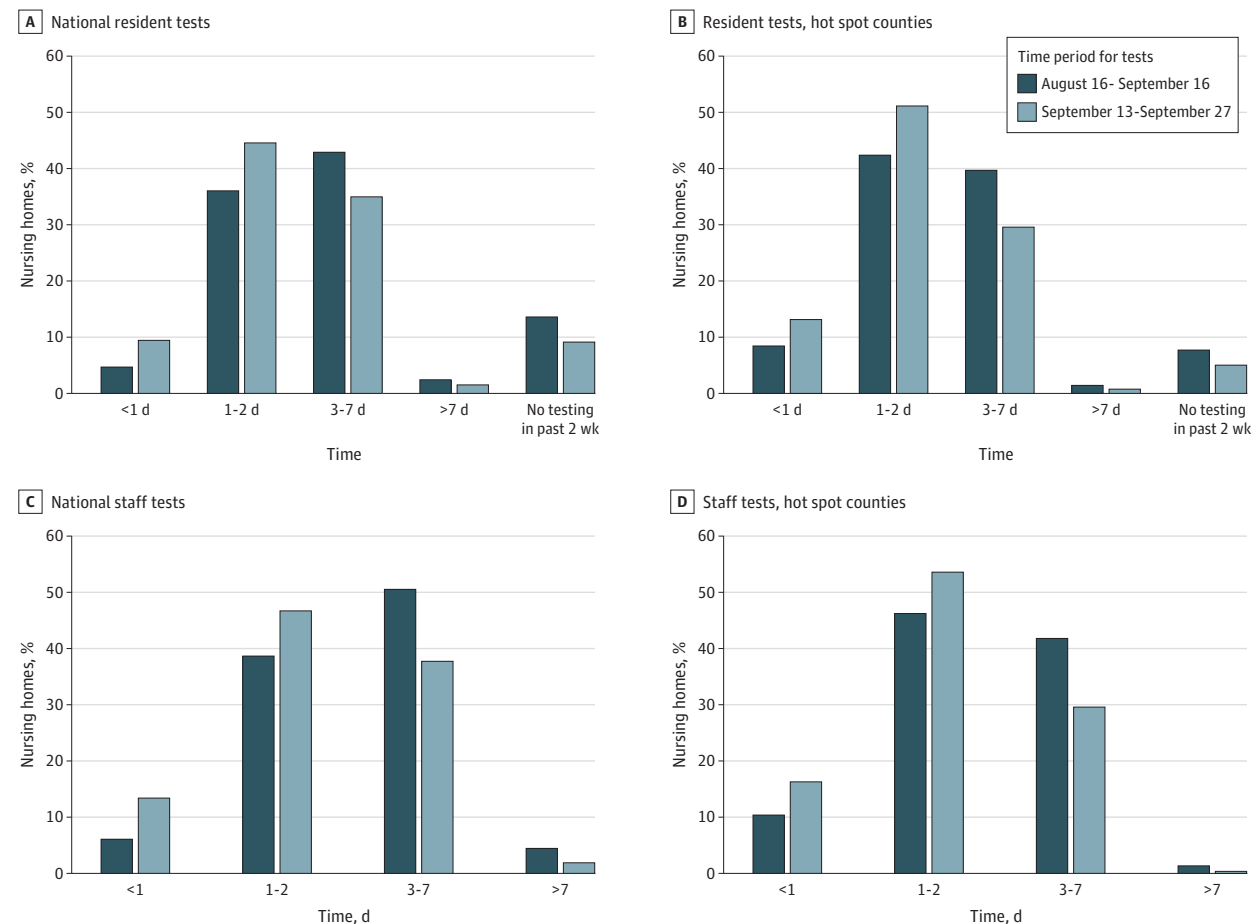 A National resident tests
60
50
40
30
20
10
0
Nursing homes, %
<1 d
1-2 d
3-7 d
>7 d
No testing
in past 2 wk
Time
B Resident tests, hot spot counties
Time period for tests
August 16- September 16
September 13-September 27
60
50
40
30
20
10
0
Nursing homes, %
<1 d
1-2 d
3-7 d
>7 d
No testing
in past 2 wk
Time
C National staff tests
60
50
40
30
20
10
0
Nursing homes, %
<1
1-2
3-7
>7
Time, d
D Staff tests, hot spot counties
60
50
40
30
20
10
0
Nursing homes, %
<1
1-2
3-7
>7
Time, d